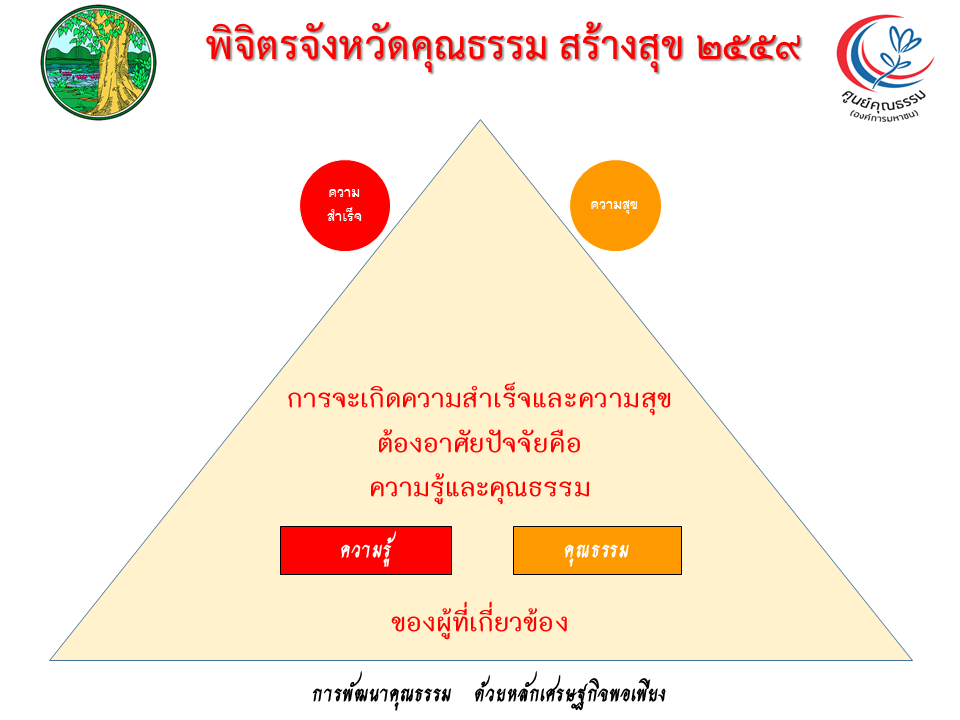 พิจิตรจังหวัดคุณธรรม สร้างสุข ๒๕๕๙
ศูนย์คุณธรรม
(องค์การมหาชน)
ความ
สำเร็จ
ความสุข
การจะเกิดความสำเร็จและความสุข
ต้องอาศัยปัจจัยคือ
ความรู้และคุณธรรม
ความรู้
คุณธรรม
ของผู้ที่เกี่ยวข้อง
การพัฒนาคุณธรรม ด้วยหลักเศรษฐกิจพอเพียง